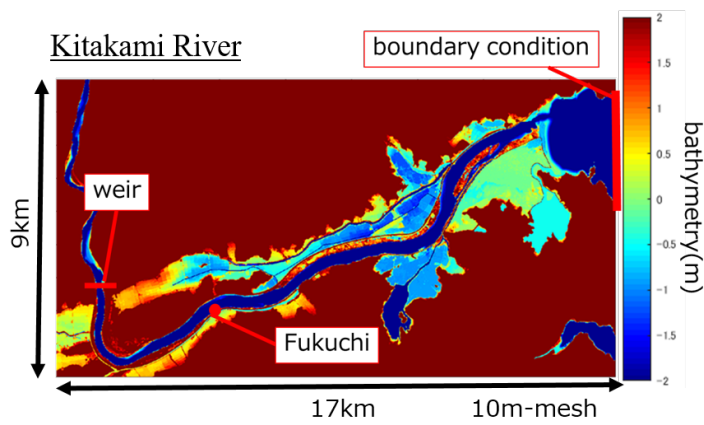 Kitakami River
boundary condition
weir
Fukuchi
9km
17km
10m-mesh
2
1.5
1
0.5
0
-0.5
-1
-1.5
-2
bathymetry(m)